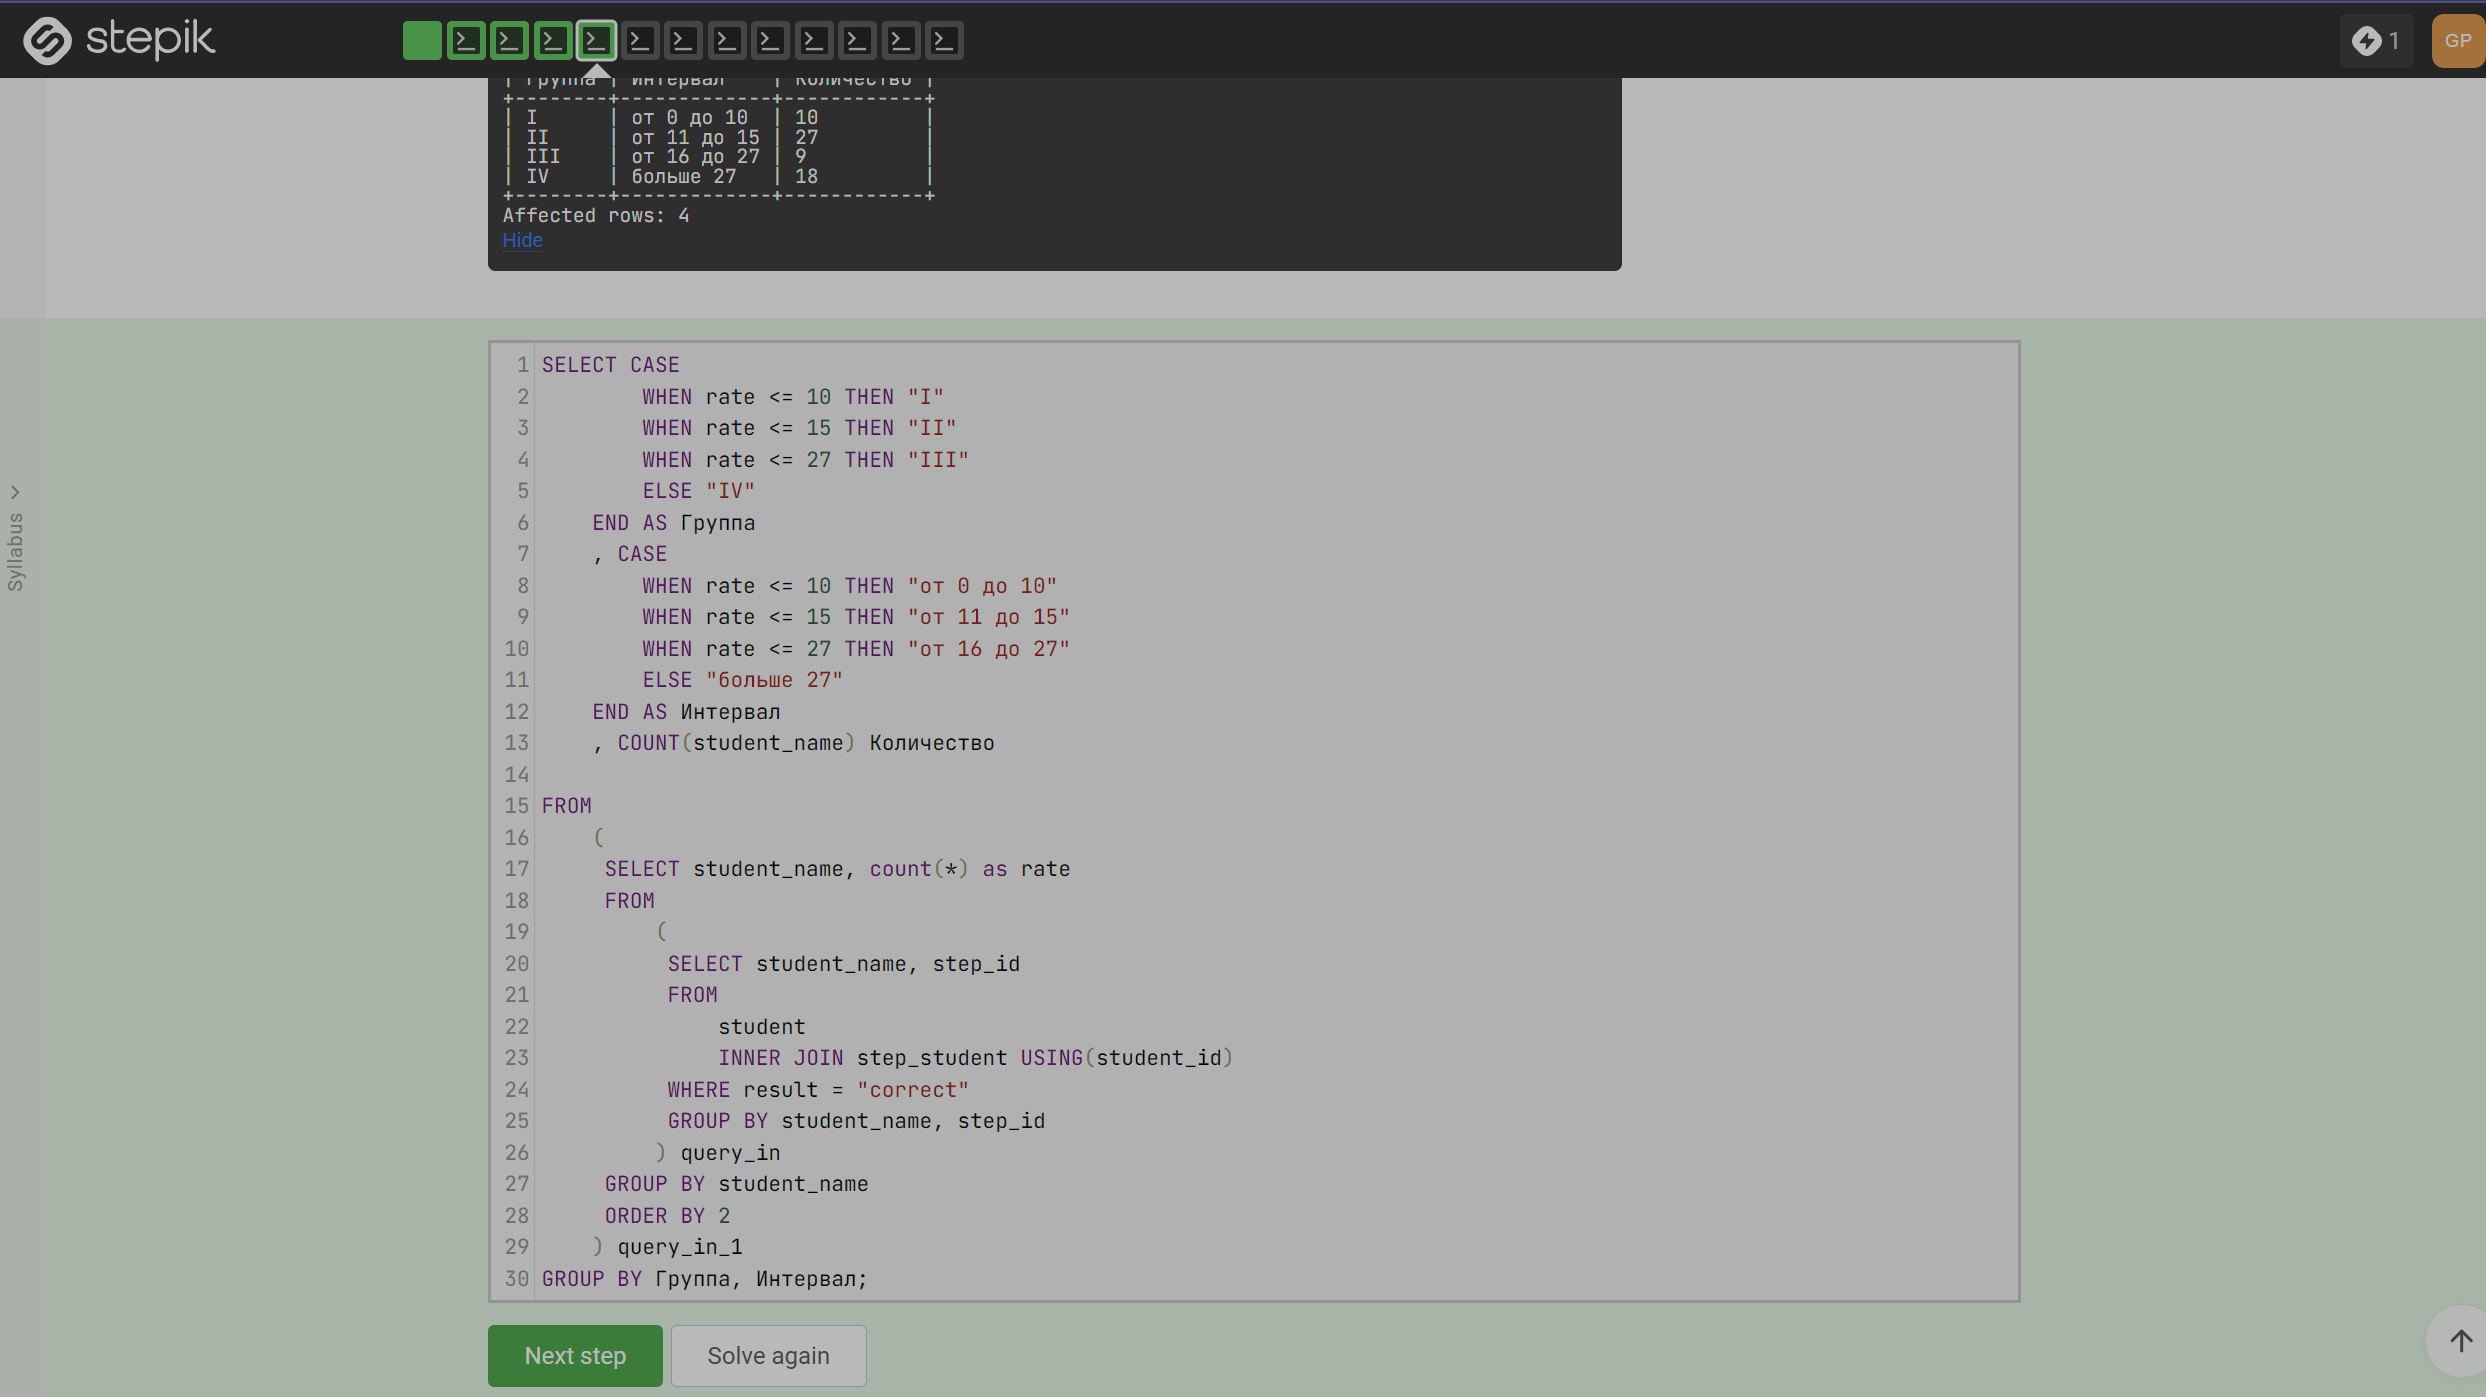 stepik
1
GP
| Группа | Интервал | Количество |
+--------+-------------+------------+
| I | от 0 до 10 | 10 |
| II | от 11 до 15 | 27 |
| III | от 16 до 27 | 9 |
| IV | больше 27 | 18 |
+--------+-------------+------------+
Affected rows: 4
Hide
Syllabus
1 SELECT CASE
2 WHEN rate <= 10 THEN "I"
3 WHEN rate <= 15 THEN "II"
4 WHEN rate <= 27 THEN "III"
5 ELSE "IV"
6 END AS Группа
7 , CASE
8 WHEN rate <= 10 THEN "от 0 до 10"
9 WHEN rate <= 15 THEN "от 11 до 15"
10 WHEN rate <= 27 THEN "от 16 до 27"
11 ELSE "больше 27"
12 END AS Интервал
13 , COUNT(student_name) Количество
14
15 FROM
16 (
17 SELECT student_name, count(*) as rate
18 FROM
19 (
20 SELECT student_name, step_id
21 FROM
22 student
23 INNER JOIN step_student USING(student_id)
24 WHERE result = "correct"
25 GROUP BY student_name, step_id
26 ) query_in
27 GROUP BY student_name
28 ORDER BY 2
29 ) query_in_1
30 GROUP BY Группа, Интервал;
Next step
Solve again